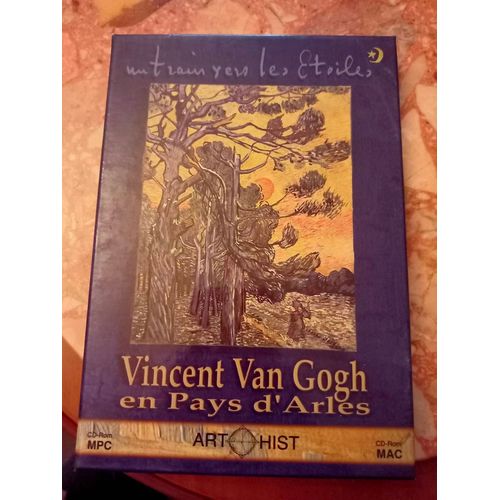 un train vers les Etoiles
Vincent Van Gogh
en Pays d'Arles
CD-Rom
MPC
ART HIST
CD-Rom
MAC